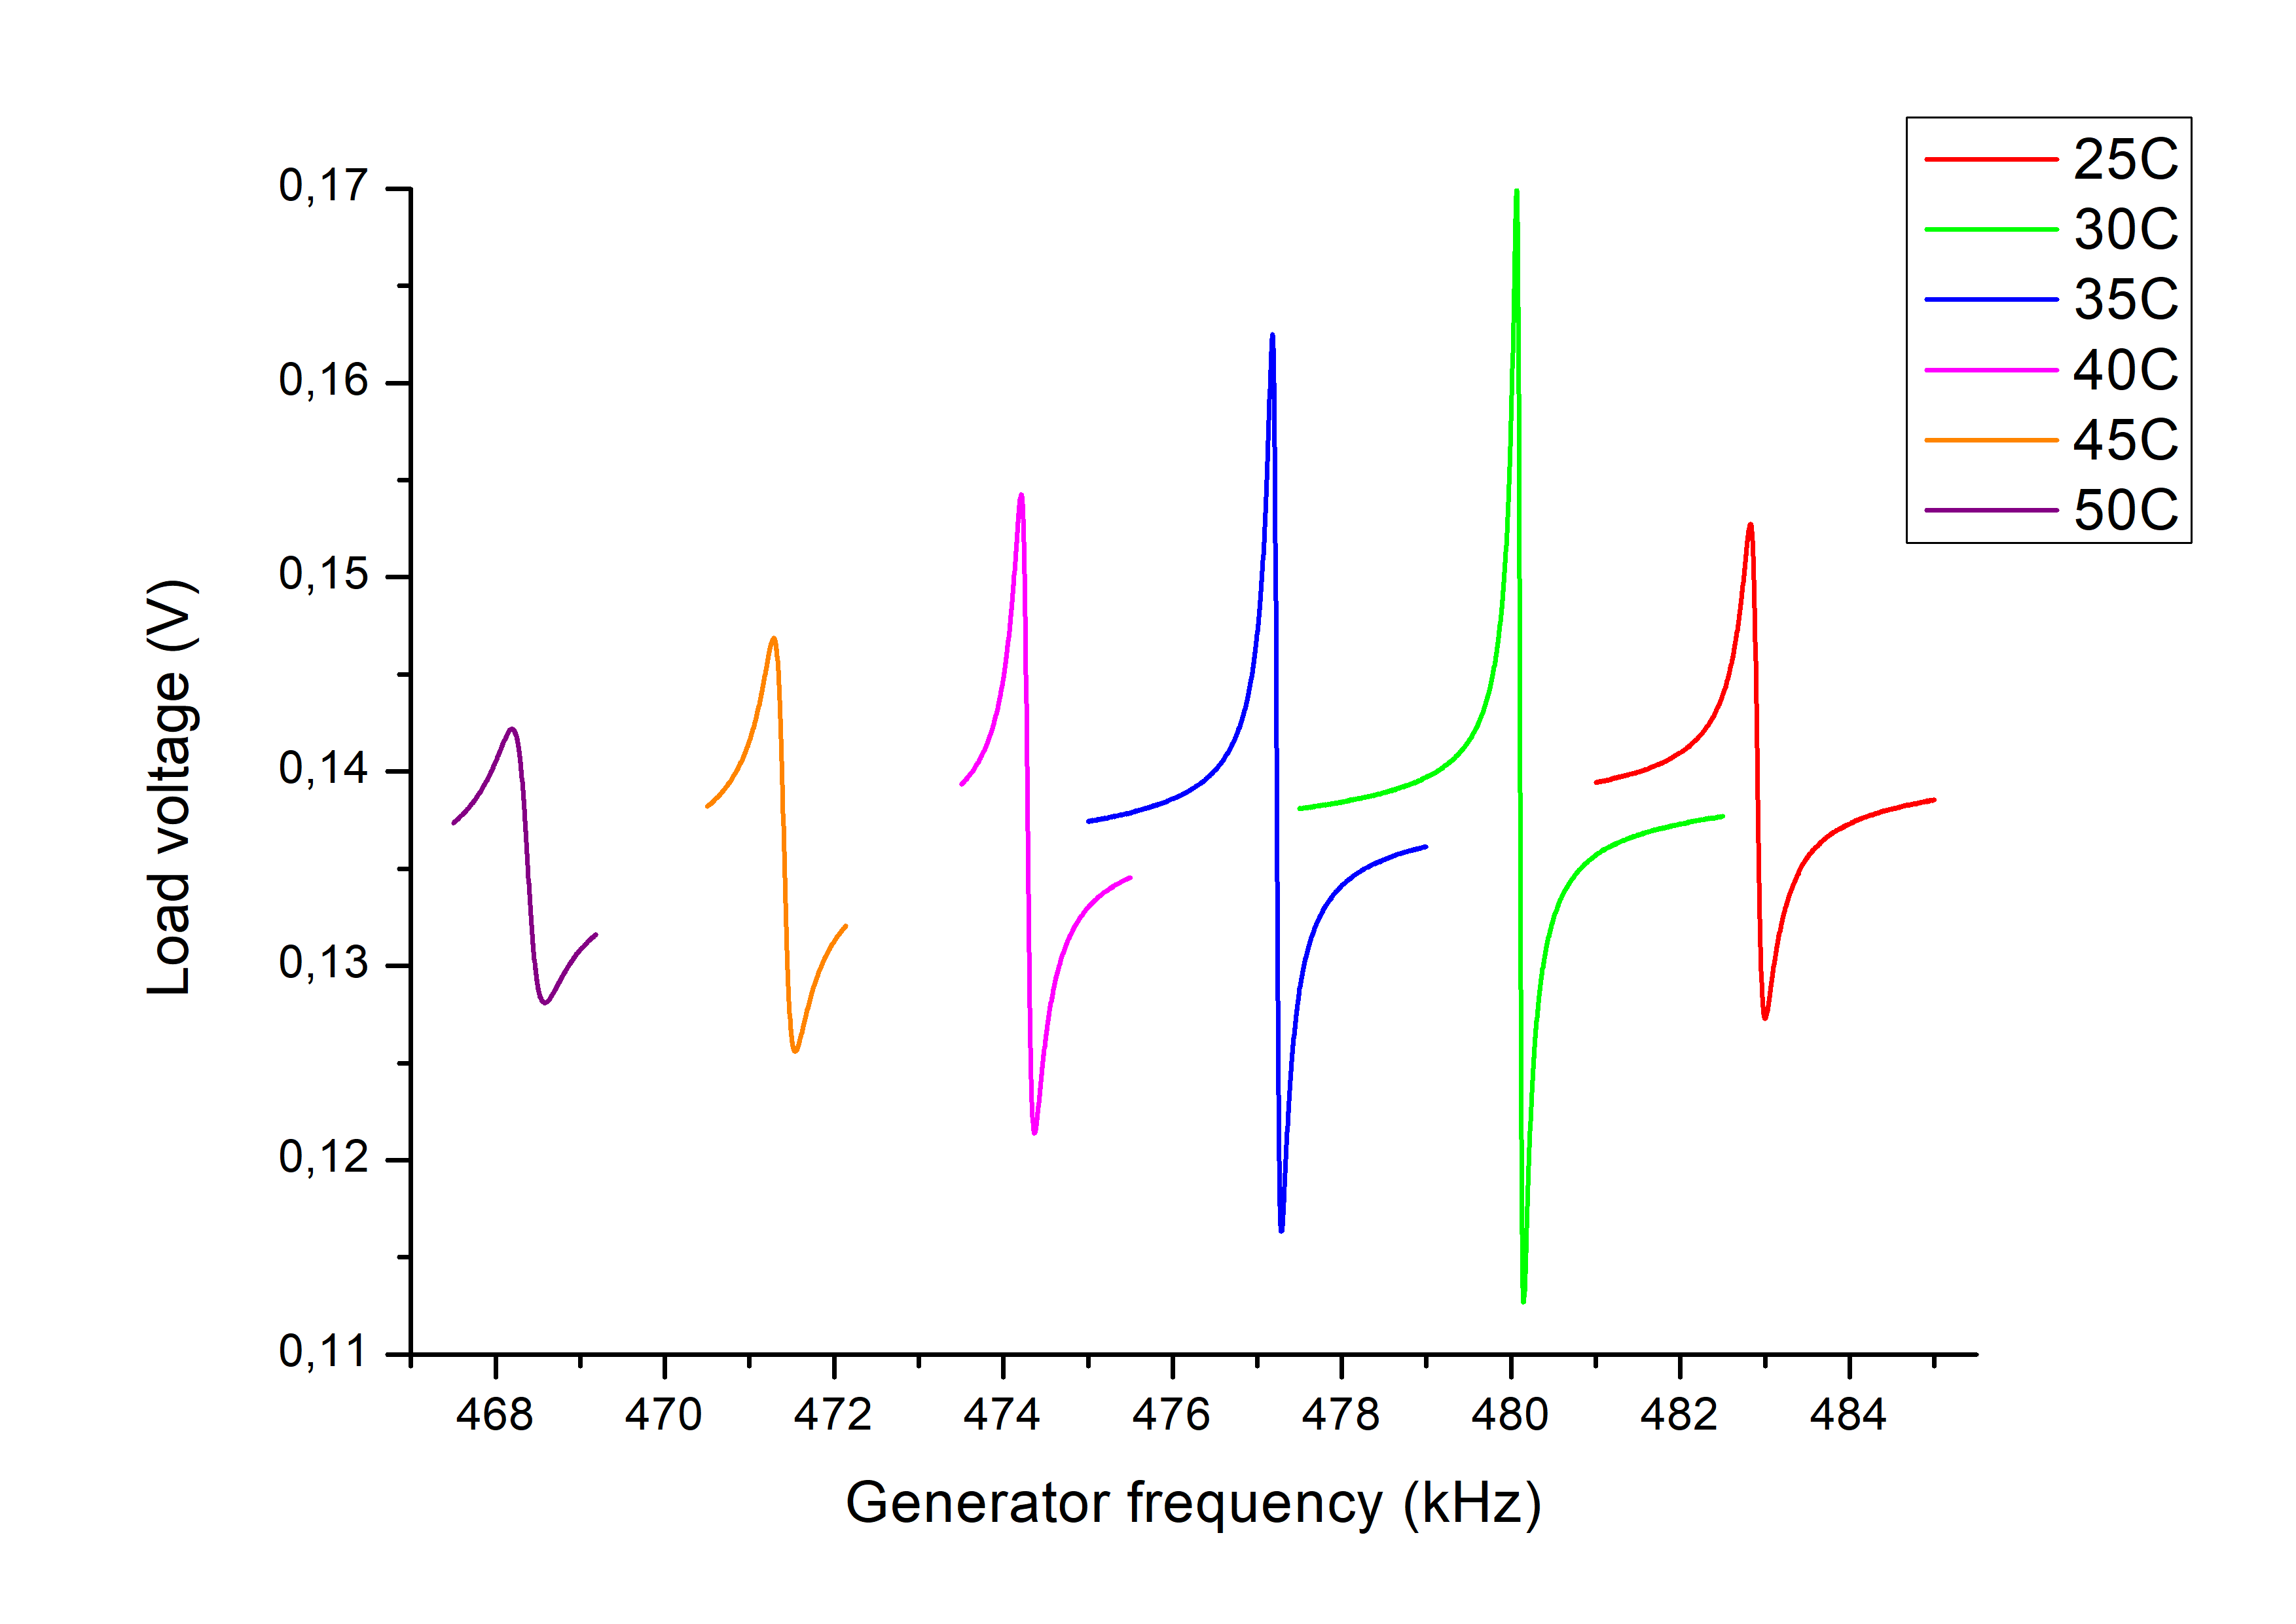 25C
30C
35C
40C
45C
50C
0,17
0,16
0,15
0,14
0,13
0,12
0,11
Load voltage (V)
468 470 472 474 476 478 480 482 484
Generator frequency (kHz)